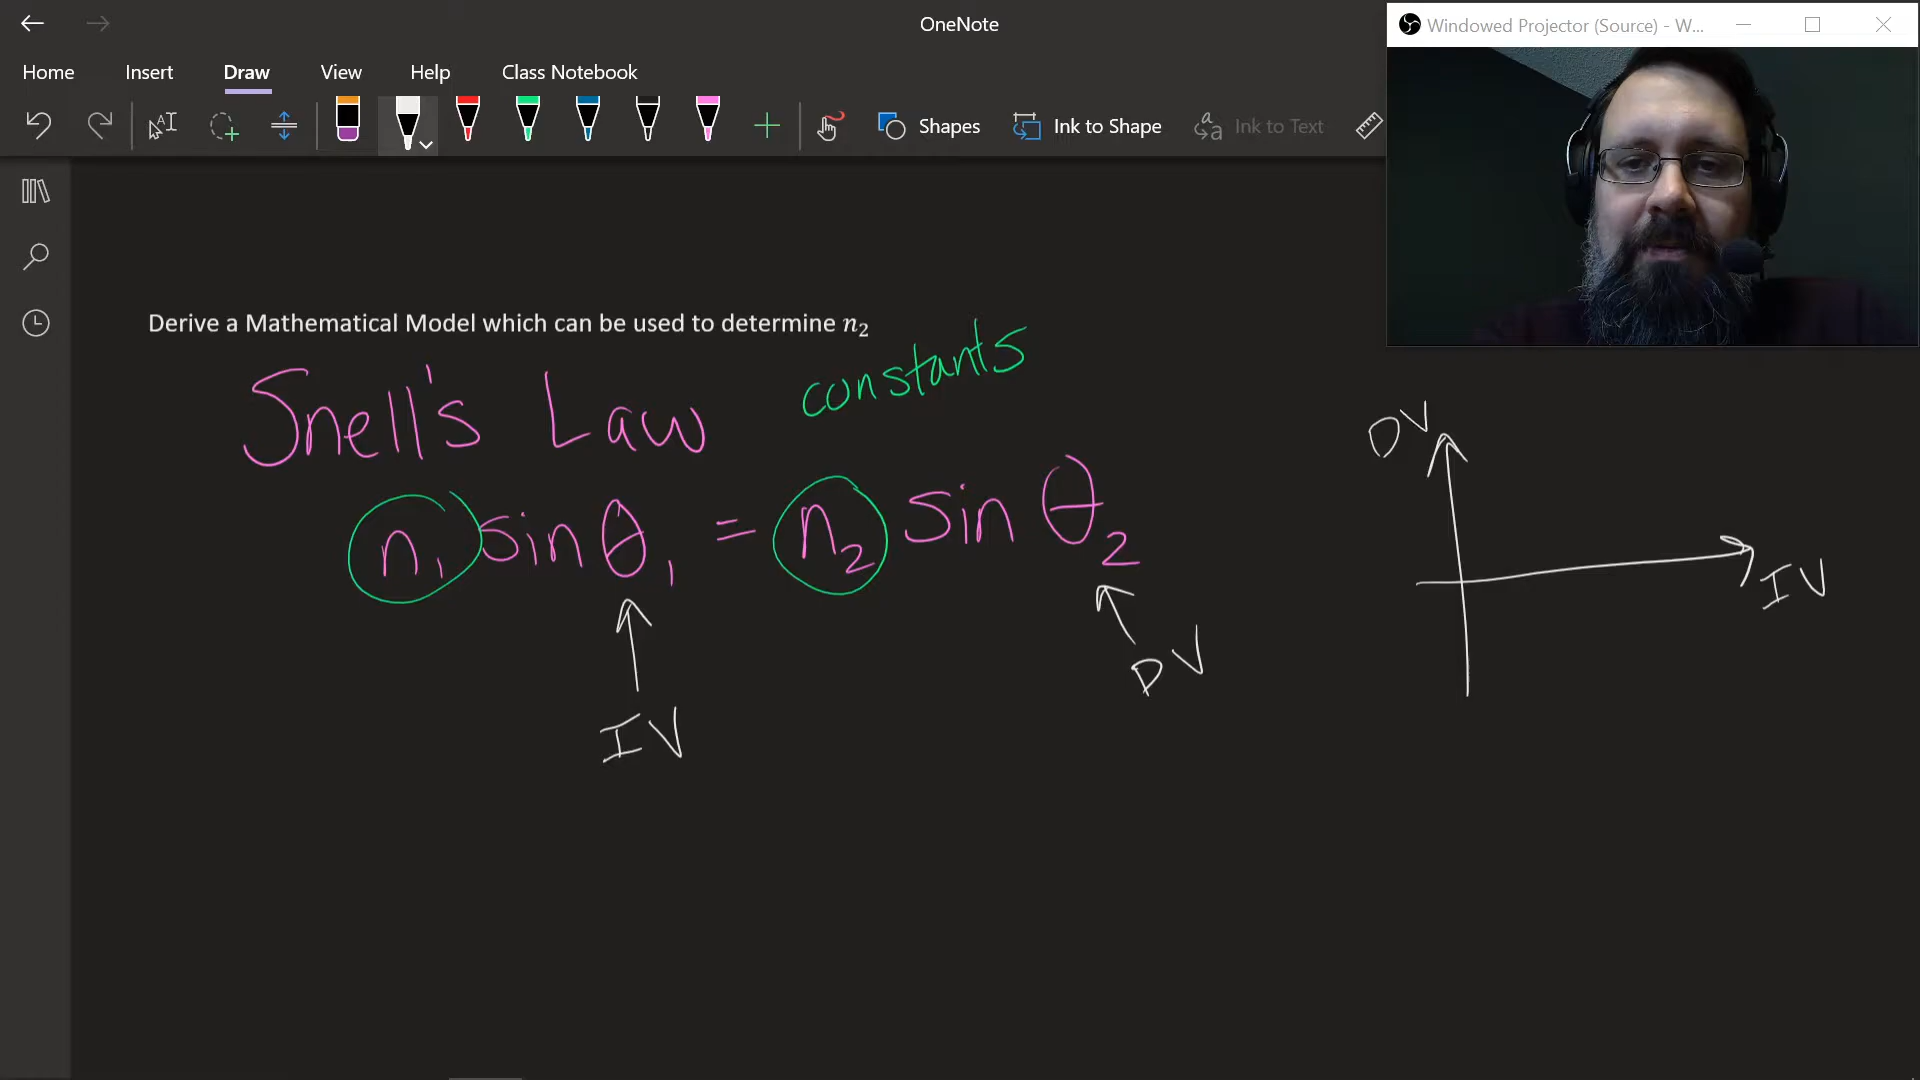 OneNote
Windowed Projector (Source) - W...
Home Insert Draw View Help Class Notebook
Shapes Ink to Shape Ink to Text
Derive a Mathematical Model which can be used to determine n₂
constants
Snell's Law
n₁ sin θ₁ = n₂ sin θ₂
IV
DV
DV
IV